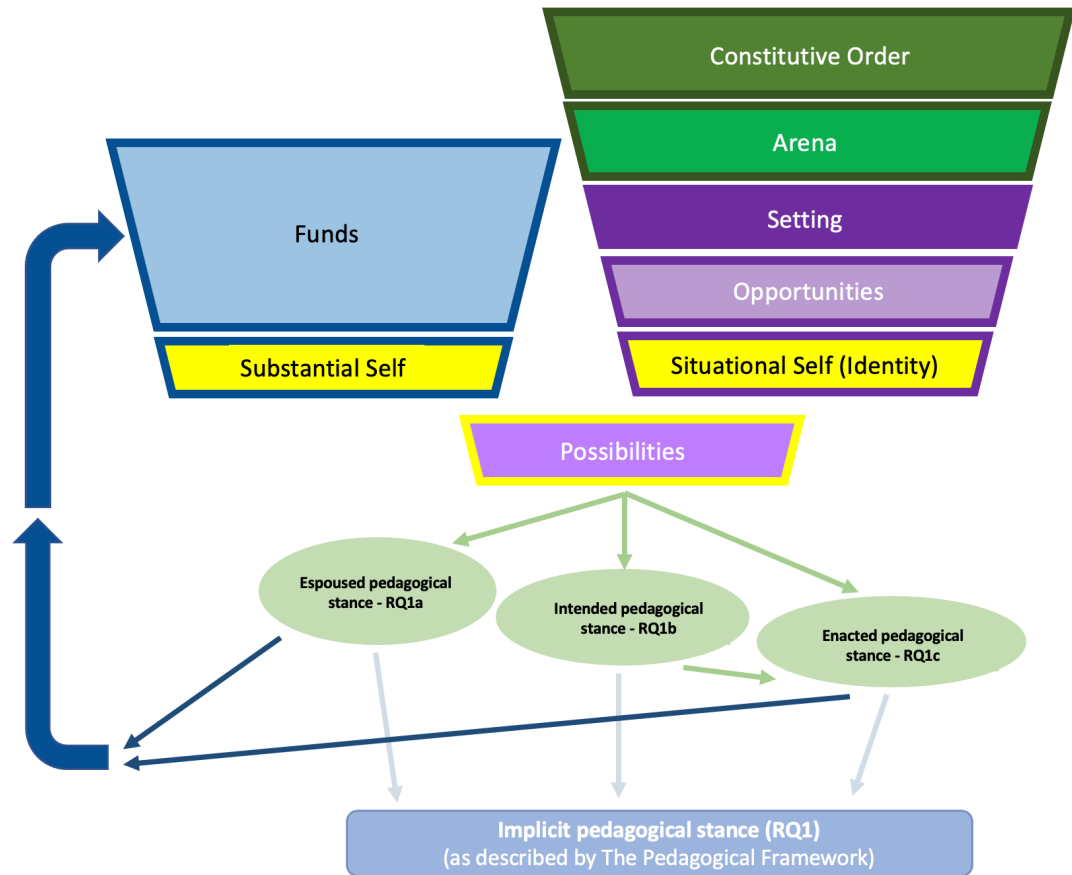 Constitutive Order
Arena
Setting
Opportunities
Situational Self (Identity)
Funds
Substantial Self
Possibilities
Espoused pedagogical
stance - RQ1a
Intended pedagogical
stance - RQ1b
Enacted pedagogical
stance - RQ1c
Implicit pedagogical stance (RQ1)
(as described by The Pedagogical Framework)